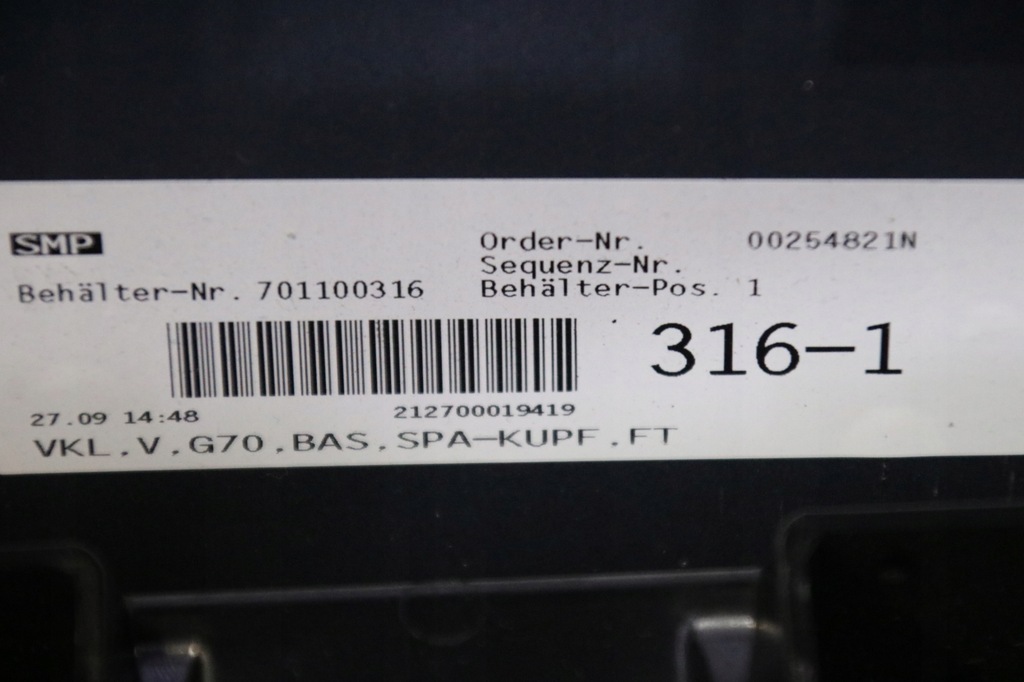 SMP
Order-Nr. 00254821N
Sequenz-Nr.
Behälter-Nr. 701100316 Behälter-Pos. 1
316-1
27.09 14:48 212700019419
VKL.V.G70.BAS.SPA-KUPF.FT